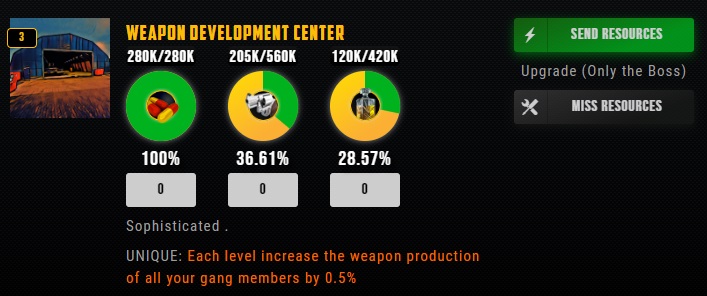 3
WEAPON DEVELOPMENT CENTER
280K/280K 205K/560K 120K/420K
100% 36.61% 28.57%
0 0 0
Sophisticated .
UNIQUE: Each level increase the weapon production
of all your gang members by 0.5%
SEND RESOURCES
Upgrade (Only the Boss)
MISS RESOURCES